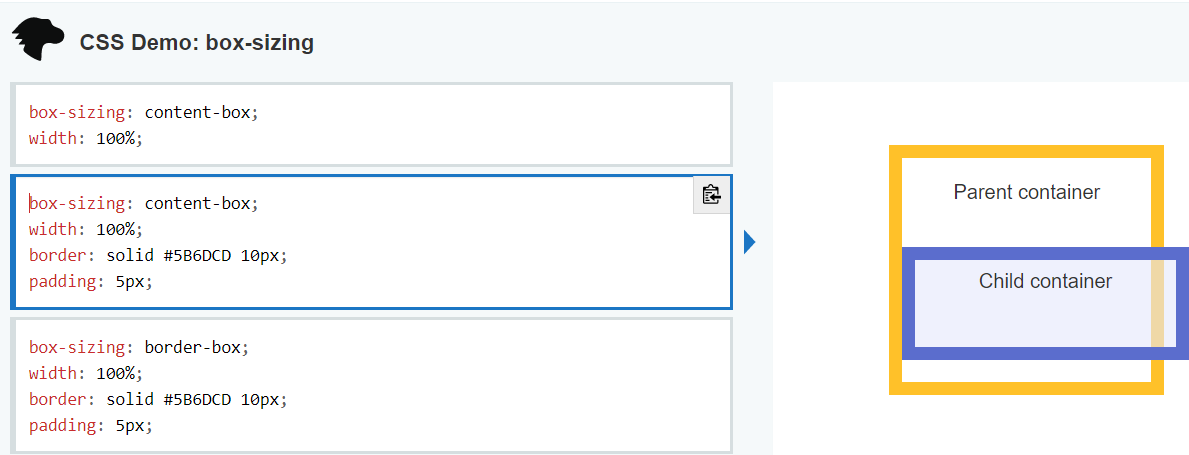 CSS Demo: box-sizing
box-sizing: content-box;
width: 100%;
box-sizing: content-box;
width: 100%;
border: solid #5B6DCD 10px;
padding: 5px;
box-sizing: border-box;
width: 100%;
border: solid #5B6DCD 10px;
padding: 5px;
Parent container
Child container